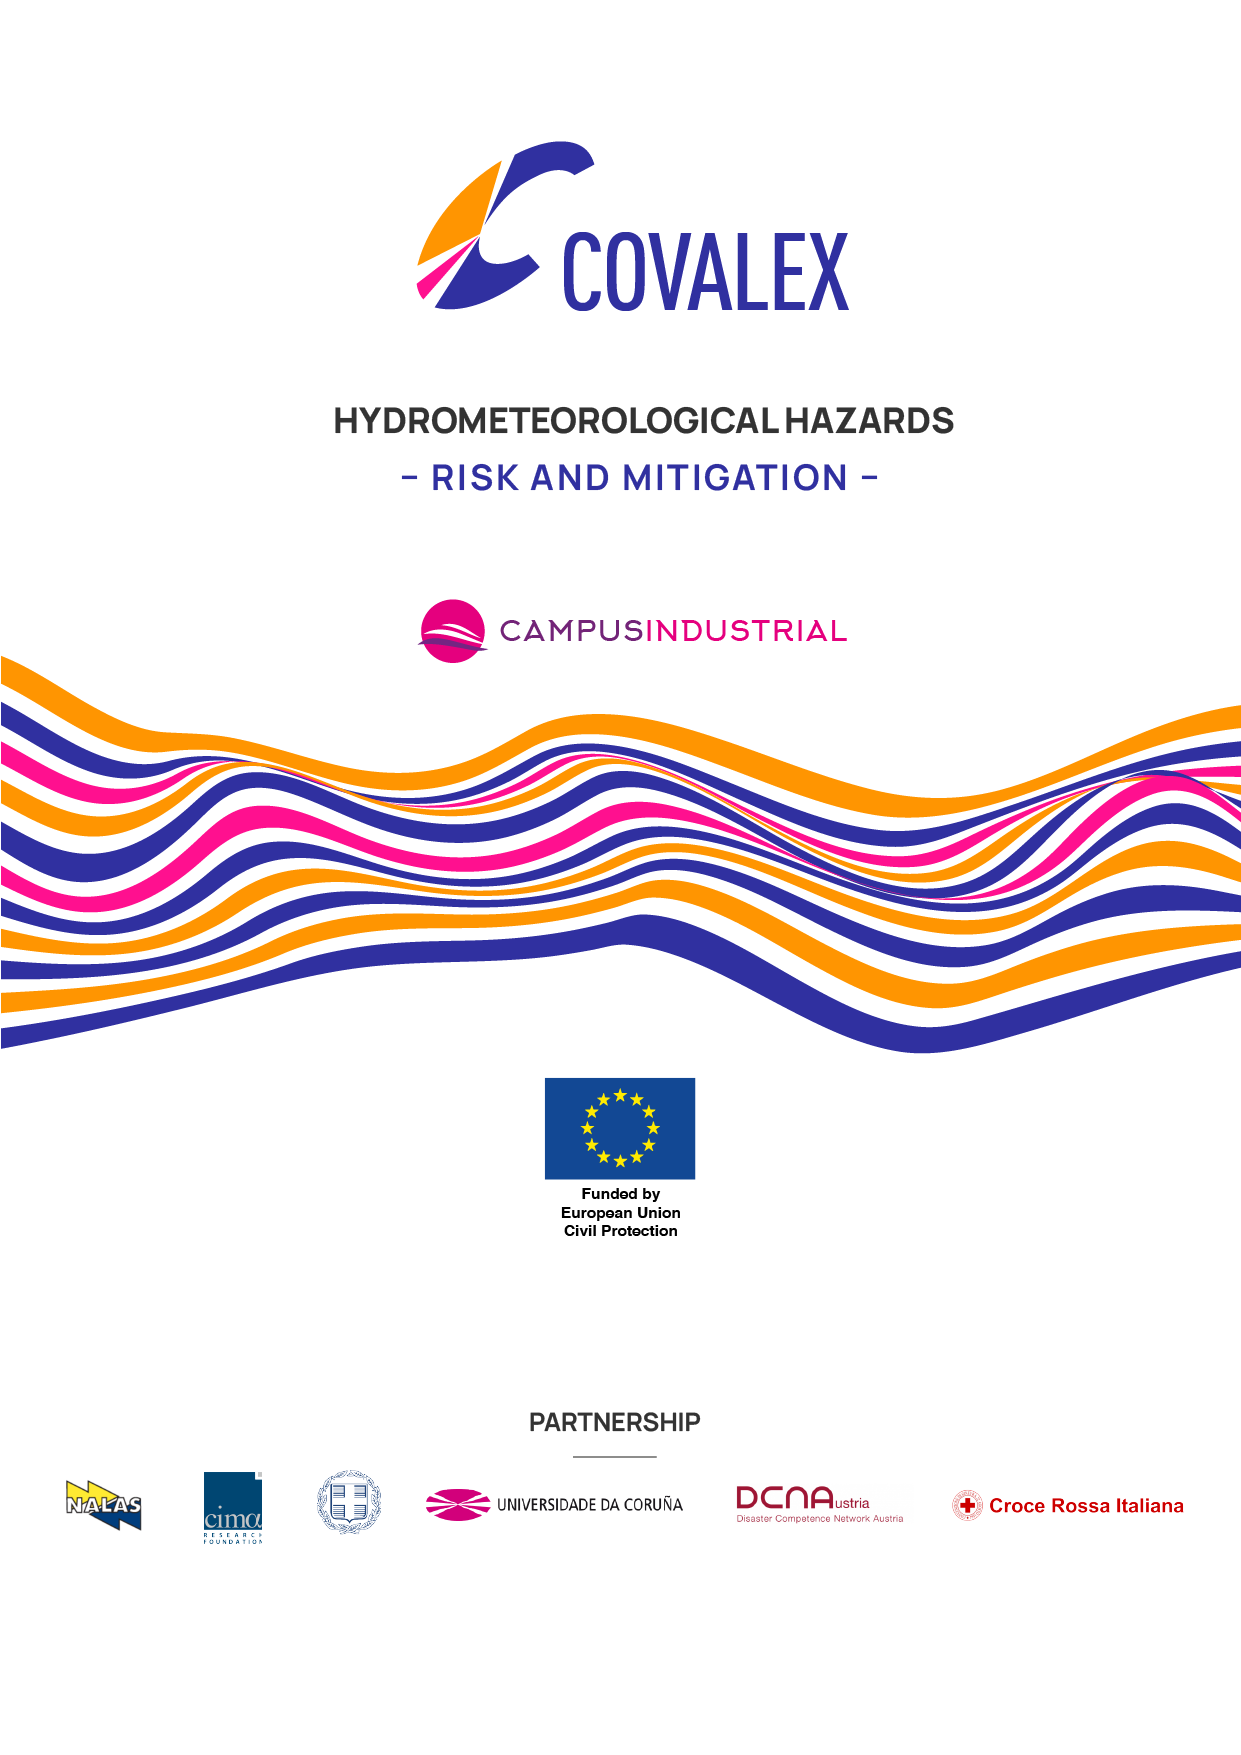 COVALEX
HYDROMETEOROLOGICAL HAZARDS
– RISK AND MITIGATION –
CAMPUSINDUSTRIAL
Funded by
European Union
Civil Protection
PARTNERSHIP
NALAS
cima
RESEARCH
FOUNDATION
UNIVERSIDADE DA CORUÑA
DCNAustria
Disaster Competence Network Austria
Croce Rossa Italiana